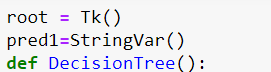 root = Tk()
pred1=StringVar()
def DecisionTree():